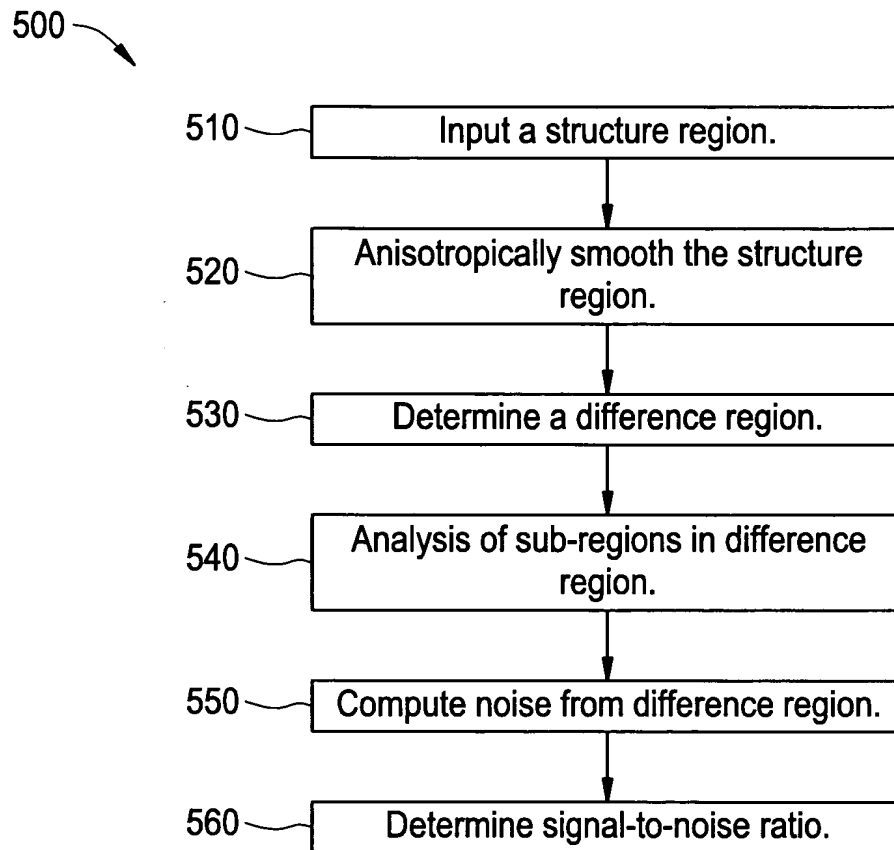 500
510 Input a structure region.
520 Anisotropically smooth the structure
region.
530 Determine a difference region.
540 Analysis of sub-regions in difference
region.
550 Compute noise from difference region.
560 Determine signal-to-noise ratio.